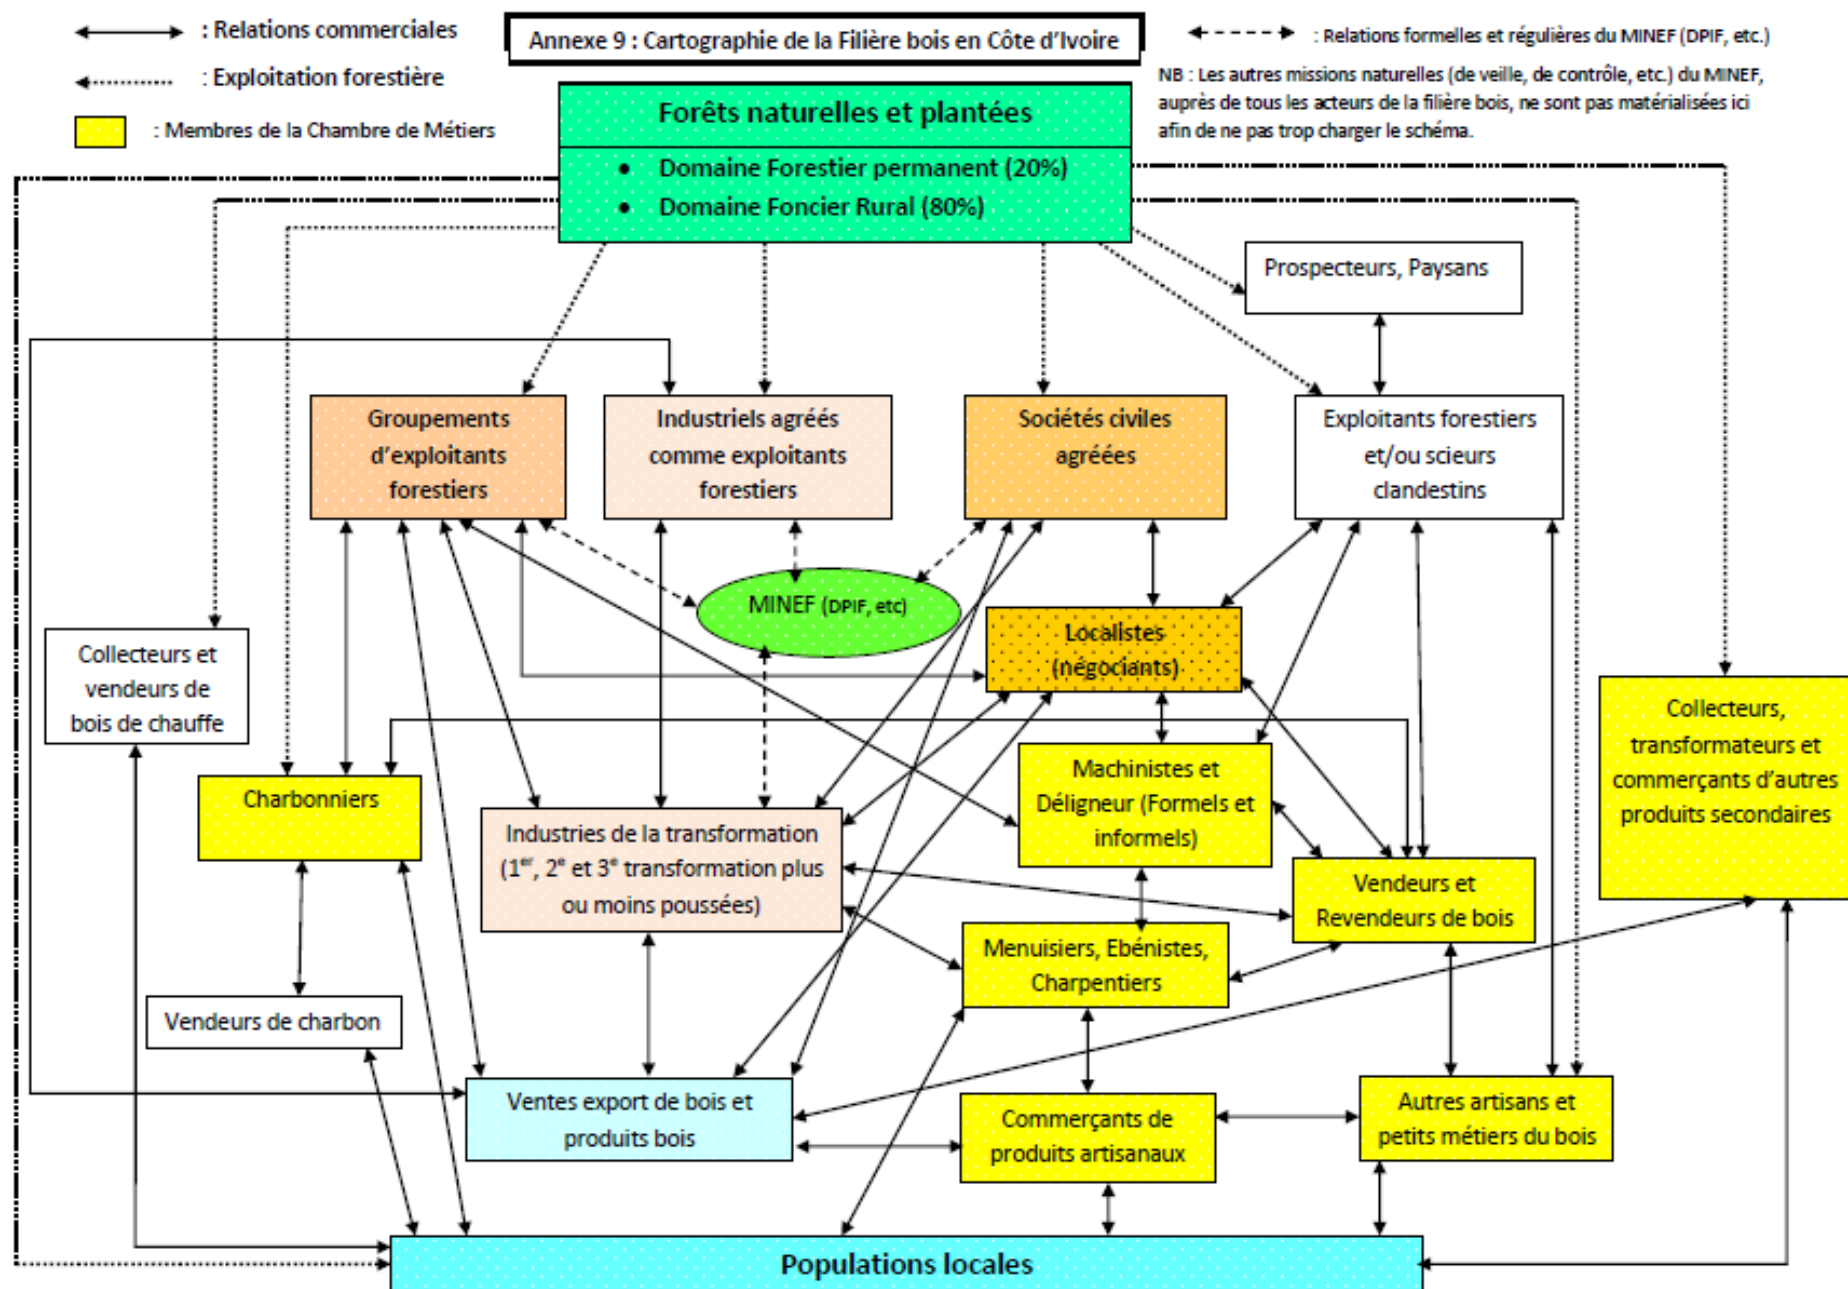 : Relations commerciales
: Exploitation forestière
: Membres de la Chambre de Métiers
Annexe 9 : Cartographie de la Filière bois en Côte d'Ivoire
: Relations formelles et régulières du MINEF (DPIF, etc.)
NB : Les autres missions naturelles (de veille, de contrôle, etc.) du MINEF,
auprès de tous les acteurs de la filière bois, ne sont pas matérialisées ici
afin de ne pas trop charger le schéma.
Forêts naturelles et plantées
• Domaine Forestier permanent (20%)
• Domaine Foncier Rural (80%)
Prospecteurs, Paysans
Groupements
d'exploitants
forestiers
Industriels agréés
comme exploitants
forestiers
Sociétés civiles
agréées
Exploitants forestiers
et/ou scieurs
clandestins
MINEF (DPIF, etc)
Localistes
(négociants)
Collecteurs et
vendeurs de
bois de chauffe
Collecteurs,
transformateurs et
commerçants d'autres
produits secondaires
Charbonniers
Machinistes et
Déligneur (Formels et
informels)
Industries de la transformation
(1er, 2e et 3e transformation plus
ou moins poussées)
Vendeurs et
Revendeurs de bois
Menuisiers, Ebénistes,
Charpentiers
Vendeurs de charbon
Ventes export de bois et
produits bois
Commerçants de
produits artisanaux
Autres artisans et
petits métiers du bois
Populations locales